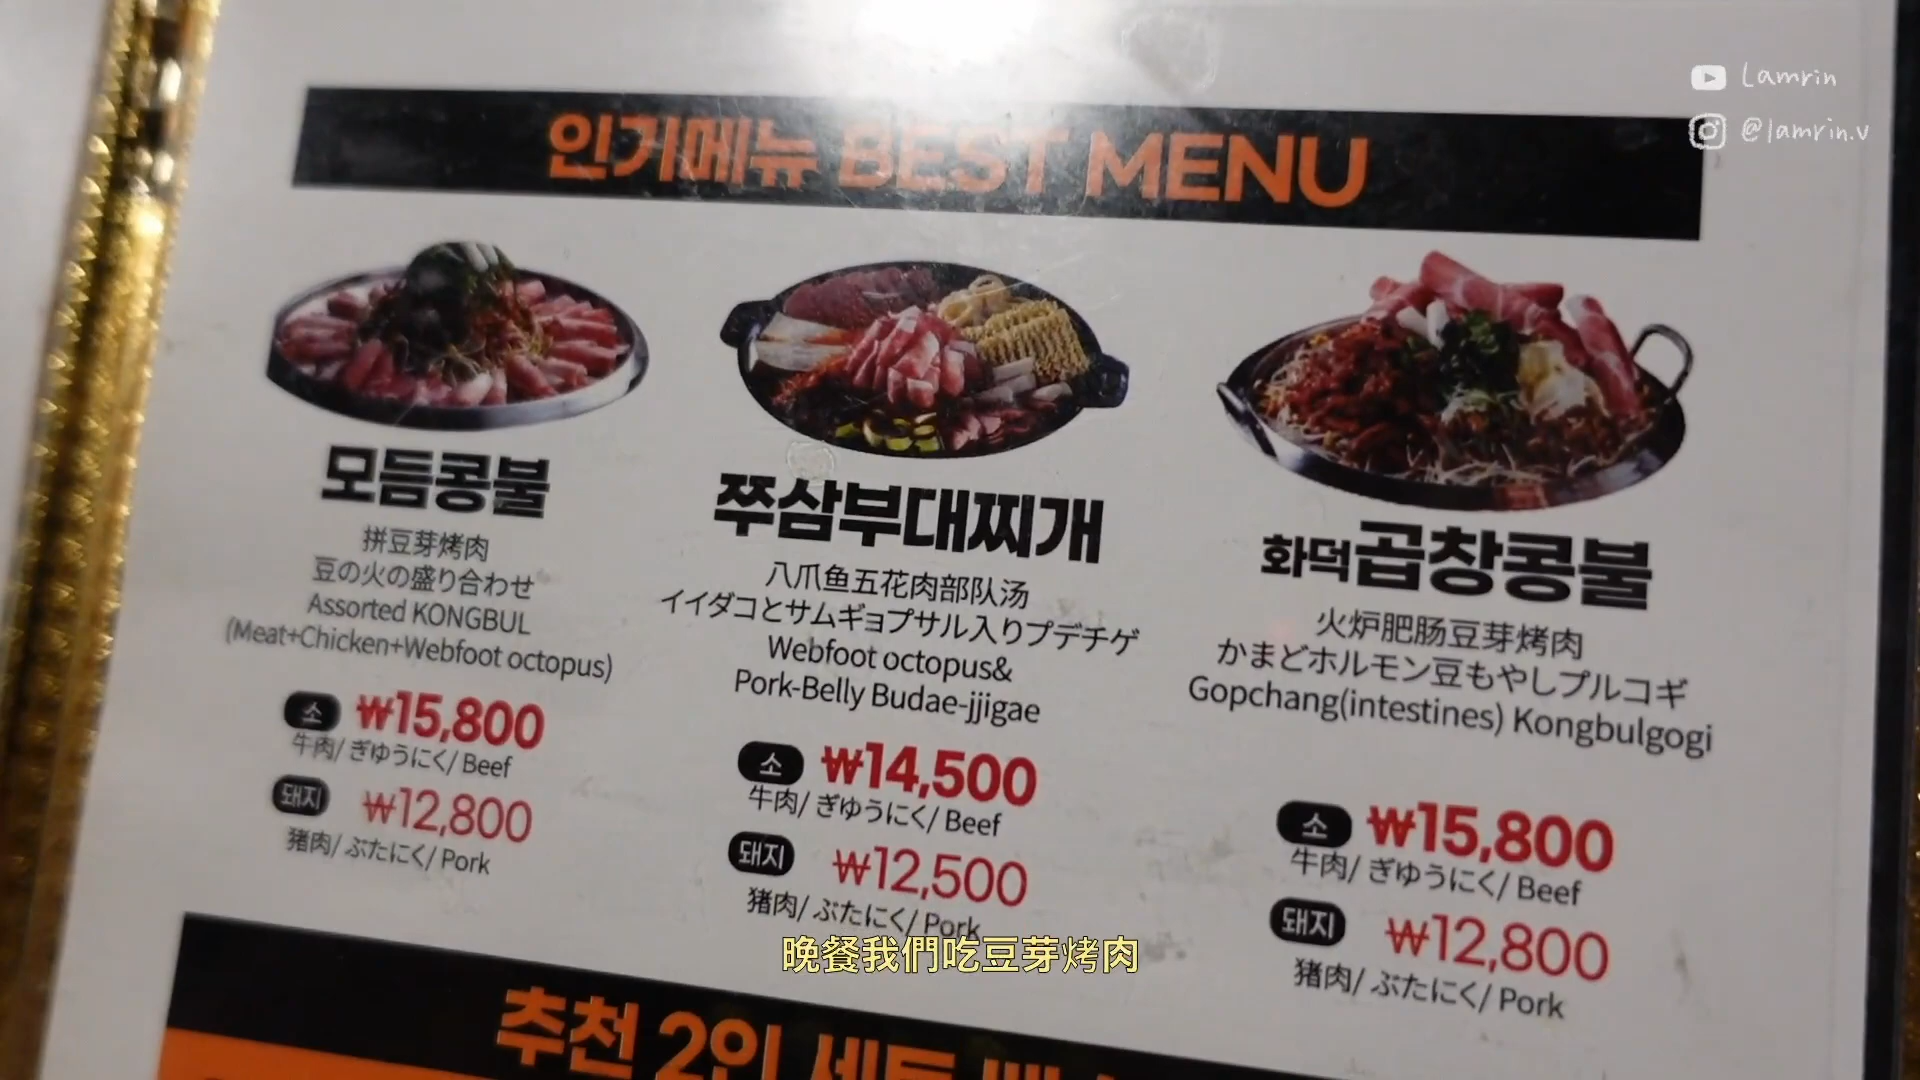 Lamrin
@lamrin.v
인기메뉴 BEST MENU
모듬콩불
拼豆芽烤肉
豆の火の盛り合わせ
Assorted KONGBUL
(Meat+Chicken+Webfoot octopus)
소 ₩15,800
牛肉/ ぎゆうにく/ Beef
돼지 ₩12,800
猪肉/ ぶたにく/ Pork
쭈삼부대찌개
八爪鱼五花肉部队汤
イイダコとサムギョプサル入りプデチゲ
Webfoot octopus&
Pork-Belly Budae-jjigae
소 ₩14,500
牛肉/ ぎゆうにく/ Beef
돼지 ₩12,500
猪肉/ ぶたにく/ Pork
화덕곱창콩불
火炉肥肠豆芽烤肉
かまどホルモン豆もやしプルコギ
Gopchang(intestines) Kongbulgogi
소 ₩15,800
牛肉/ ぎゆうにく/ Beef
돼지 ₩12,800
猪肉/ ぶたにく/ Pork
晚餐我們吃豆芽烤肉
추천 2인 세트